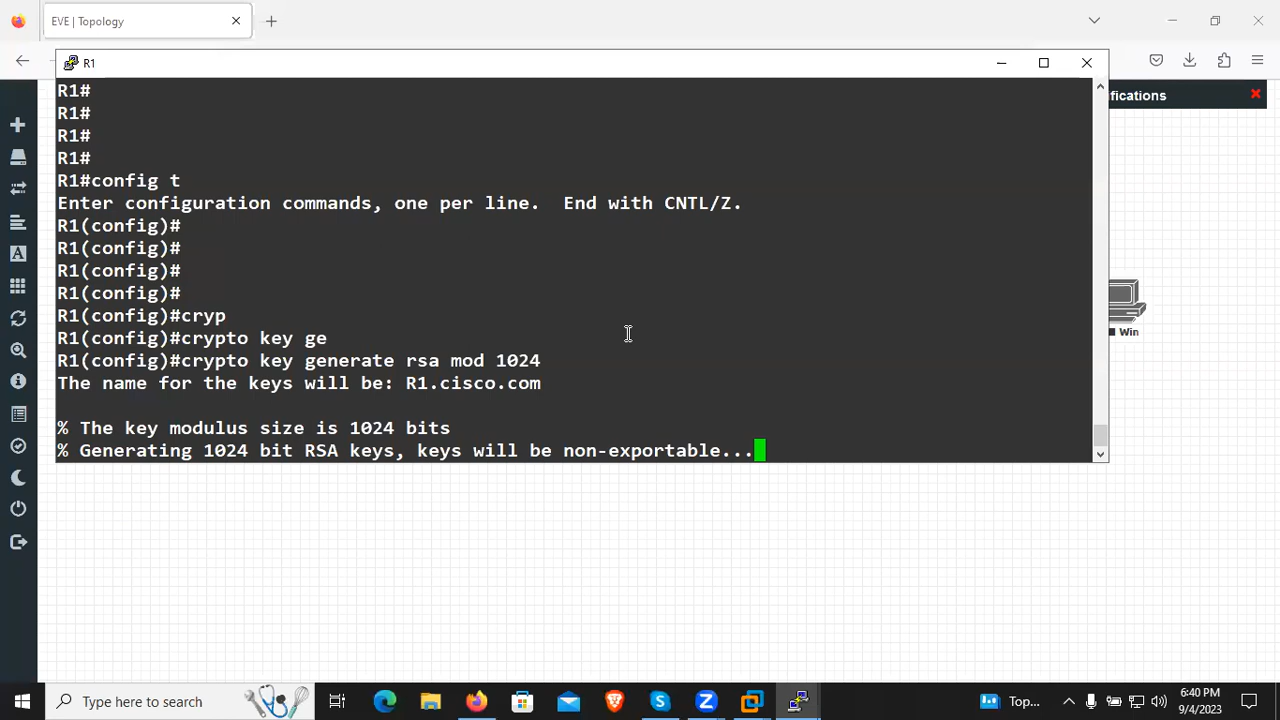 EVE | Topology
R1
fications
R1#
R1#
R1#
R1#
R1#config t
Enter configuration commands, one per line.  End with CNTL/Z.
R1(config)#
R1(config)#
R1(config)#
R1(config)#
R1(config)#cryp
R1(config)#crypto key ge
R1(config)#crypto key generate rsa mod 1024
The name for the keys will be: R1.cisco.com
% The key modulus size is 1024 bits
% Generating 1024 bit RSA keys, keys will be non-exportable...
Win
Type here to search
Top...
6:40 PM
9/4/2023